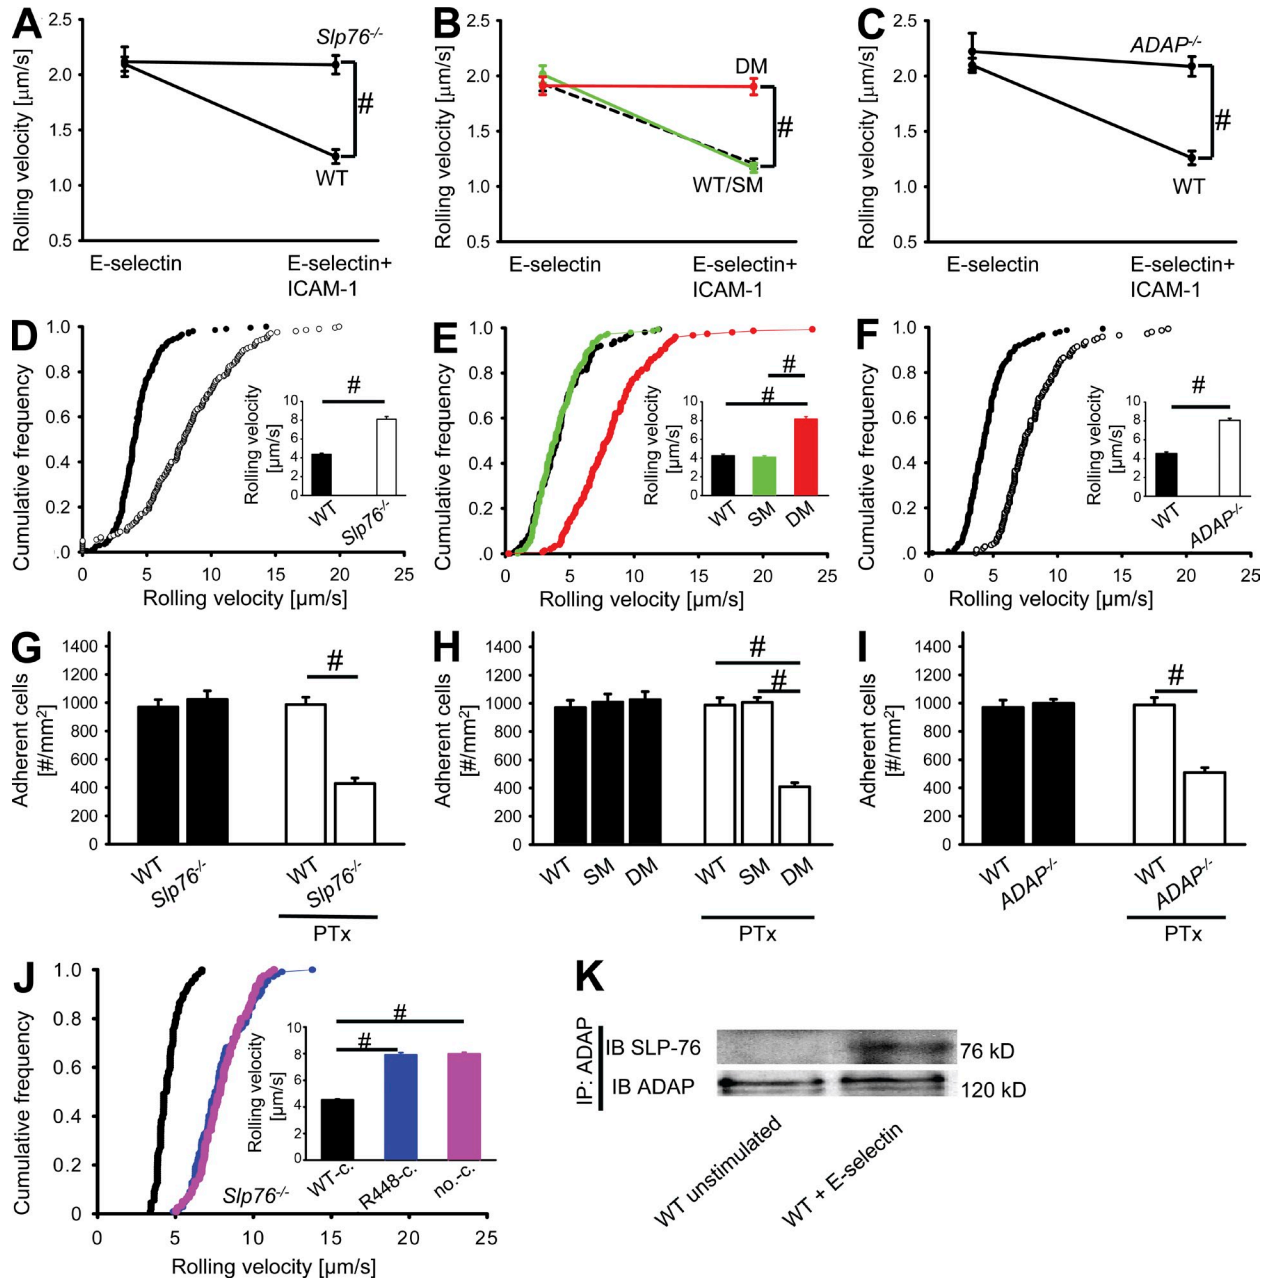 A
Rolling velocity [µm/s]
2.5
2.0
1.5
1.0
0.5
Slp76-/-
#
WT
E-selectin
E-selectin+
ICAM-1
B
Rolling velocity [µm/s]
2.5
2.0
1.5
1.0
0.5
DM
#
WT/SM
E-selectin
E-selectin+
ICAM-1
C
Rolling velocity [µm/s]
2.5
2.0
1.5
1.0
0.5
ADAP-/-
#
WT
E-selectin
E-selectin+
ICAM-1
D
Cumulative frequency
1.0
0.8
0.6
0.4
0.2
.0
0 5 10 15 20 25
Rolling velocity [µm/s]
Rolling velocity
[µm/s]
10
8
6
4
2
0
#
WT
Slp76-/-
E
Cumulative frequency
1.0
0.8
0.6
0.4
0.2
.0
0 5 10 15 20 25
Rolling velocity [µm/s]
Rolling velocity
[µm/s]
10
8
6
4
2
0
#
#
WT
SM
DM
F
Cumulative frequency
1.0
0.8
0.6
0.4
0.2
.0
0 5 10 15 20 25
Rolling velocity [µm/s]
Rolling velocity
[µm/s]
10
8
6
4
2
0
#
WT
ADAP-/-
G
Adherent cells
[#/mm2]
1400
1200
1000
800
600
400
200
0
#
WT
Slp76-/-
WT
Slp76-/-
PTx
H
Adherent cells
[#/mm2]
1400
1200
1000
800
600
400
200
0
#
#
WT
SM
DM
WT
SM
DM
PTx
I
Adherent cells
[#/mm2]
1400
1200
1000
800
600
400
200
0
#
WT
ADAP-/-
WT
ADAP-/-
PTx
J
Cumulative frequency
1.0
0.8
0.6
0.4
0.2
0
0 5 10 15 20 25
Rolling velocity [µm/s]
Slp76-/-
Rolling velocity
[µm/s]
10
8
6
4
2
0
#
#
WT-c.
R448-c.
no.-c.
K
IP: ADAP
IB SLP-76
76 kD
IB ADAP
120 kD
WT unstimulated
WT + E-selectin